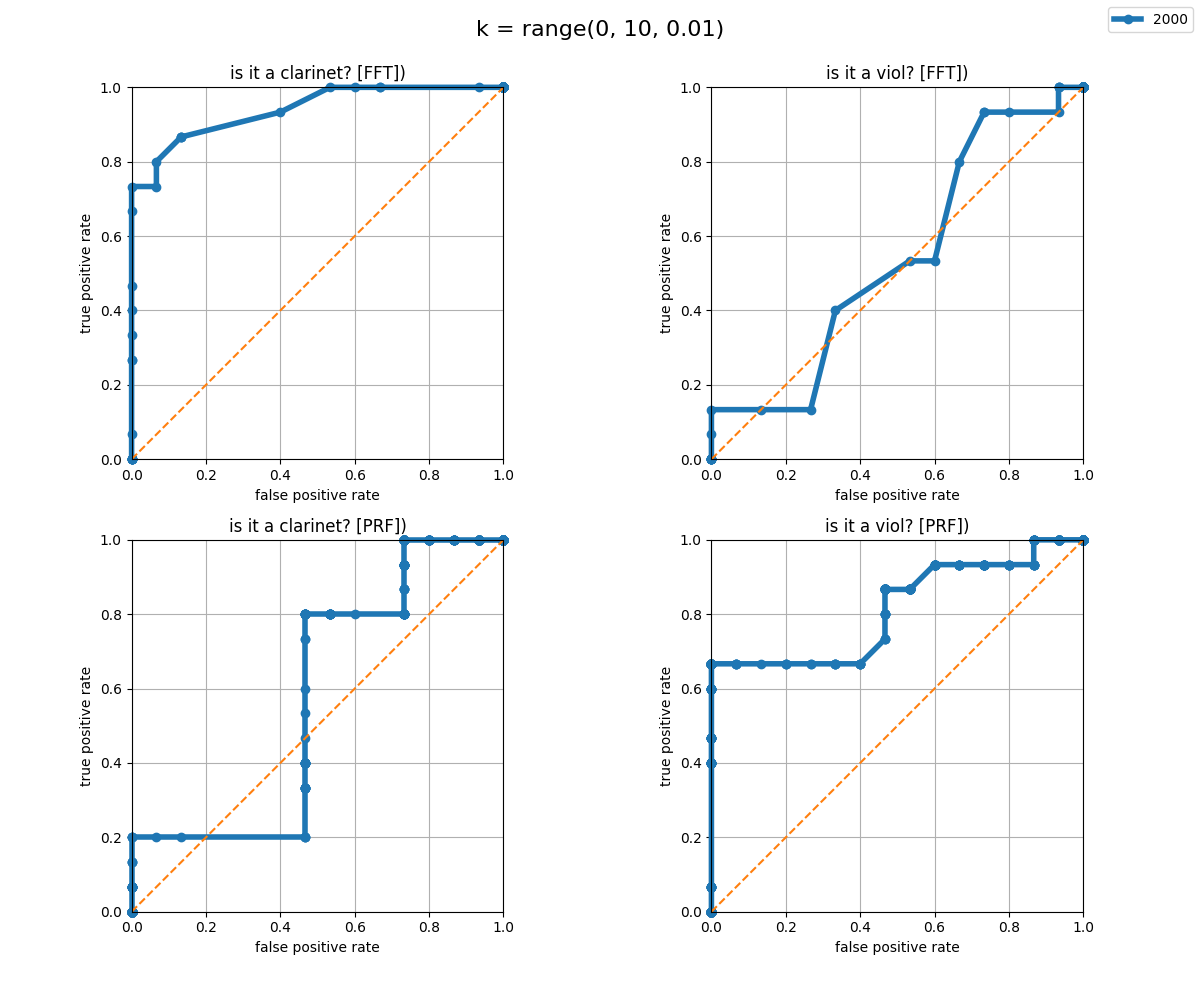 k = range(0, 10, 0.01)
2000
is it a clarinet? [FFT])
1.0
0.8
0.6
0.4
0.2
0.0
true positive rate
0.0 0.2 0.4 0.6 0.8 1.0
false positive rate
is it a viol? [FFT])
1.0
0.8
0.6
0.4
0.2
0.0
true positive rate
0.0 0.2 0.4 0.6 0.8 1.0
false positive rate
is it a clarinet? [PRF])
1.0
0.8
0.6
0.4
0.2
0.0
true positive rate
0.0 0.2 0.4 0.6 0.8 1.0
false positive rate
is it a viol? [PRF])
1.0
0.8
0.6
0.4
0.2
0.0
true positive rate
0.0 0.2 0.4 0.6 0.8 1.0
false positive rate